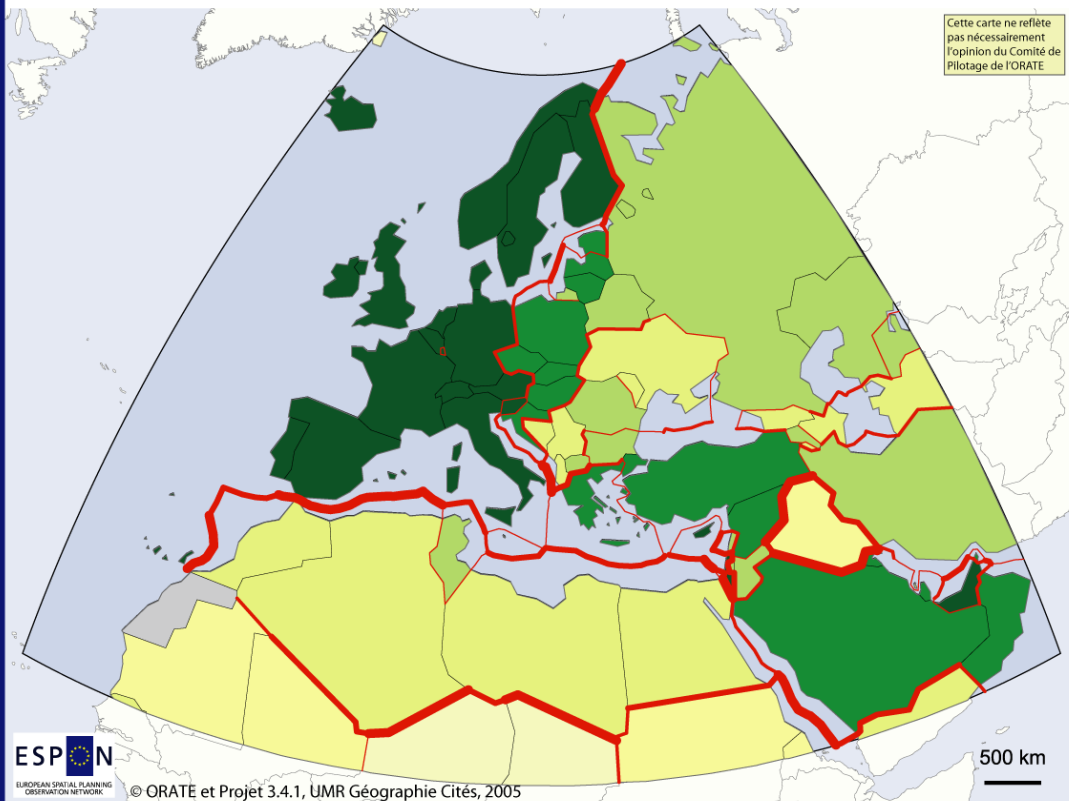 Cette carte ne reflète
pas nécessairement
l'opinion du Comité de
Pilotage de l'ORATE
500 km
ESPON
EUROPEAN SPATIAL PLANNING
OBSERVATION NETWORK
© ORATE et Projet 3.4.1, UMR Géographie Cités, 2005